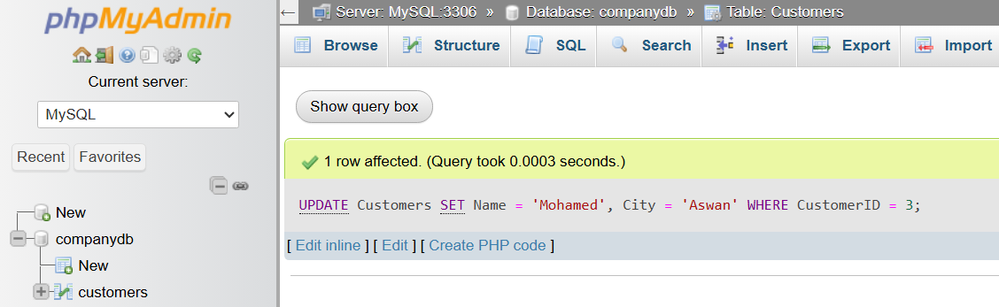 phpMyAdmin
Current server:
MySQL
Recent Favorites
New
companydb
New
customers
← Server: MySQL:3306 » Database: companydb » Table: Customers
Browse Structure SQL Search Insert Export Import
Show query box
1 row affected. (Query took 0.0003 seconds.)
UPDATE Customers SET Name = 'Mohamed', City = 'Aswan' WHERE CustomerID = 3;
[ Edit inline ] [ Edit ] [ Create PHP code ]